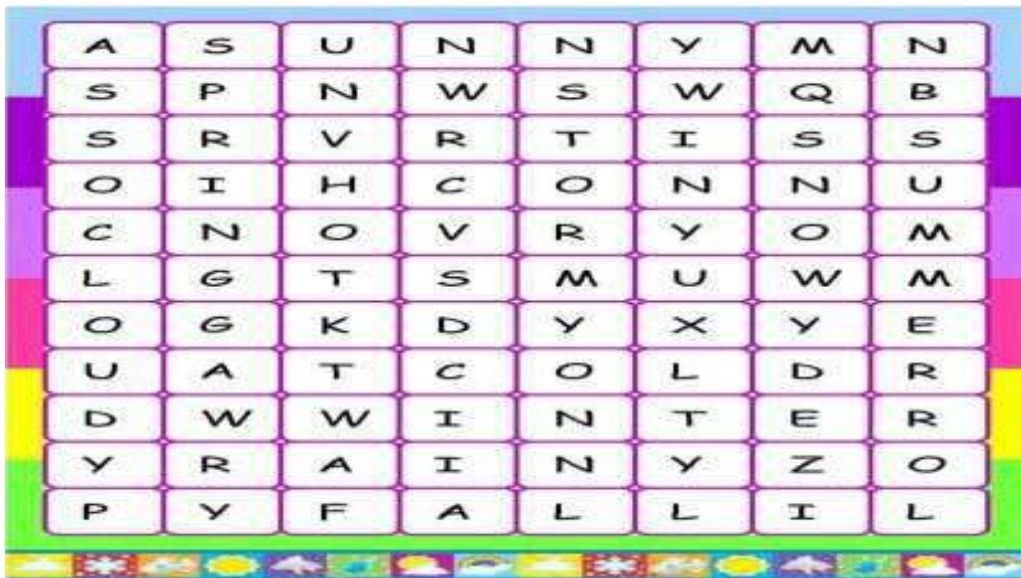 A S U N N Y M N
S P N W S W Q B
S R V R T I S S
O I H C O N N U
C N O V R Y O M
L G T S M U W M
O G K D Y X Y E
U A T C O L D R
D W W I N T E R
Y R A I N Y Z O
P Y F A L L I L